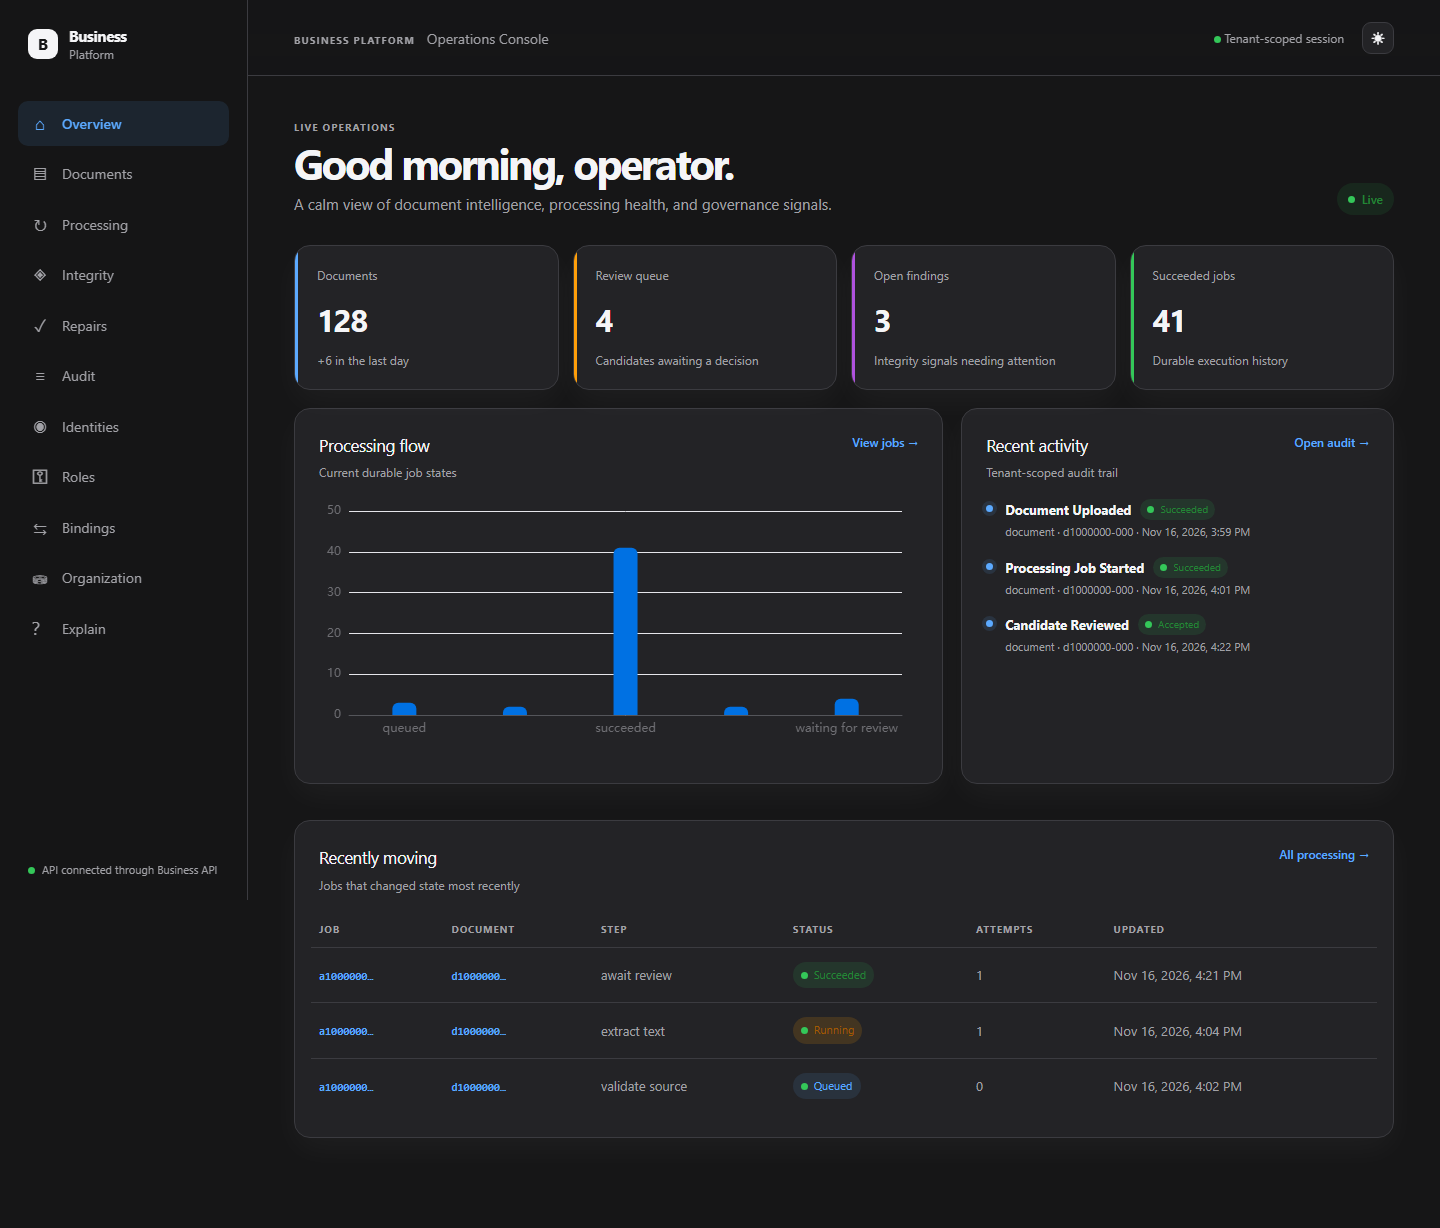 B
Business
Platform
Overview
Documents
Processing
Integrity
Repairs
Audit
Identities
Roles
Bindings
Organization
? Explain
API connected through Business API
BUSINESS PLATFORM Operations Console
Tenant-scoped session
LIVE OPERATIONS
Good morning, operator.
A calm view of document intelligence, processing health, and governance signals.
Live
Documents
128
+6 in the last day
Review queue
4
Candidates awaiting a decision
Open findings
3
Integrity signals needing attention
Succeeded jobs
41
Durable execution history
Processing flow
View jobs →
Current durable job states
50
40
30
20
10
0
queued succeeded waiting for review
Recent activity
Open audit →
Tenant-scoped audit trail
Document Uploaded Succeeded
document · d1000000-000 · Nov 16, 2026, 3:59 PM
Processing Job Started Succeeded
document · d1000000-000 · Nov 16, 2026, 4:01 PM
Candidate Reviewed Accepted
document · d1000000-000 · Nov 16, 2026, 4:22 PM
Recently moving
All processing →
Jobs that changed state most recently
JOB DOCUMENT STEP STATUS ATTEMPTS UPDATED
a1000000… d1000000… await review Succeeded 1 Nov 16, 2026, 4:21 PM
a1000000… d1000000… extract text Running 1 Nov 16, 2026, 4:04 PM
a1000000… d1000000… validate source Queued 0 Nov 16, 2026, 4:02 PM